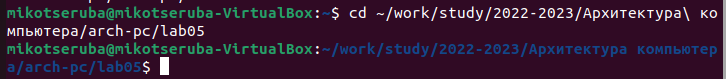 mikotseruba@mikotseruba-VirtualBox:~$ cd ~/work/study/2022-2023/Архитектура\ ко
мпьютера/arch-pc/lab05
mikotseruba@mikotseruba-VirtualBox:~/work/study/2022-2023/Архитектура компьютер
а/arch-pc/lab05$